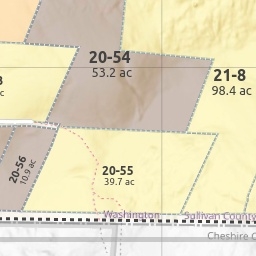 20-54
53.2 ac
21-8
98.4 ac
20-56
10.9 ac
20-55
39.7 ac
Washington
Sullivan County
Cheshire C